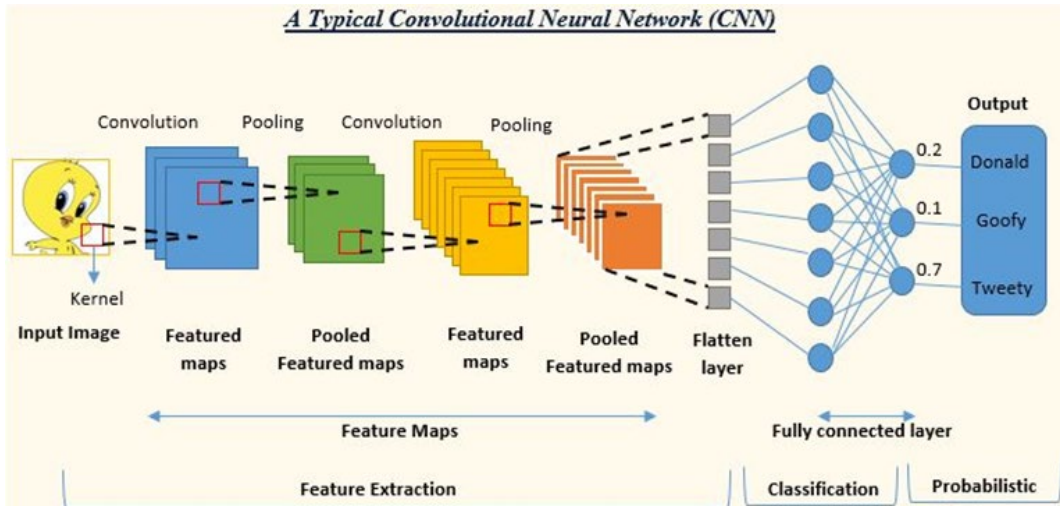 A Typical Convolutional Neural Network (CNN)
Convolution
Pooling
Convolution
Pooling
Output
Kernel
Input Image
Featured
maps
Pooled
Featured maps
Featured
maps
Pooled
Featured maps
Flatten
layer
0.2
Donald
0.1
Goofy
0.7
Tweety
Feature Maps
Fully connected layer
Feature Extraction
Classification
Probabilistic